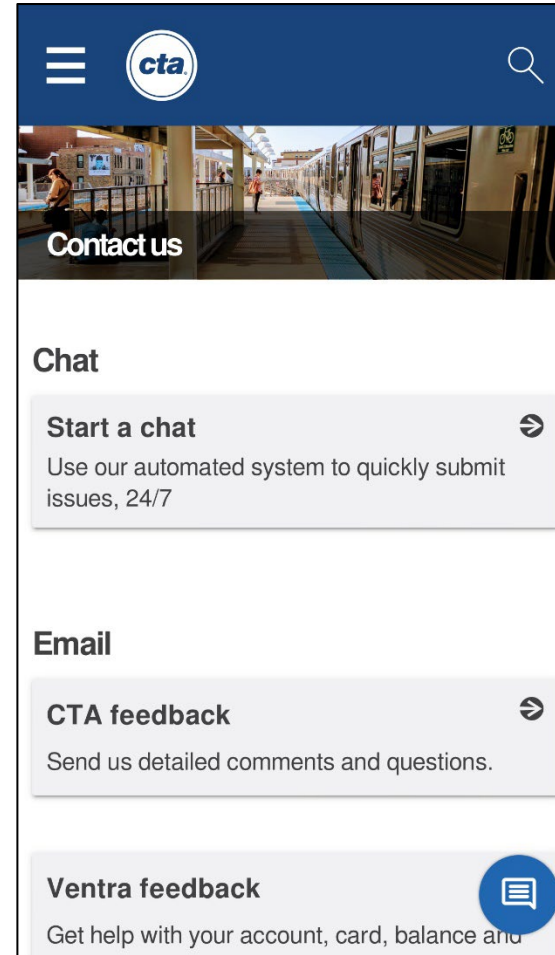 cta
Contact us
Chat
Start a chat
Use our automated system to quickly submit
issues, 24/7
Email
CTA feedback
Send us detailed comments and questions.
Ventra feedback
Get help with your account, card, balance and